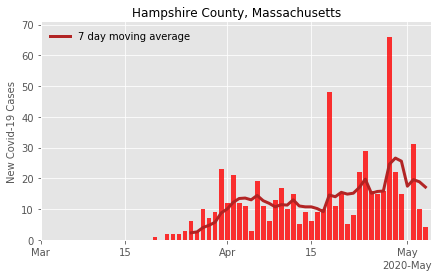 Hampshire County, Massachusetts
7 day moving average
New Covid-19 Cases
70
60
50
40
30
20
10
0
Mar
15
Apr
15
May
2020-May